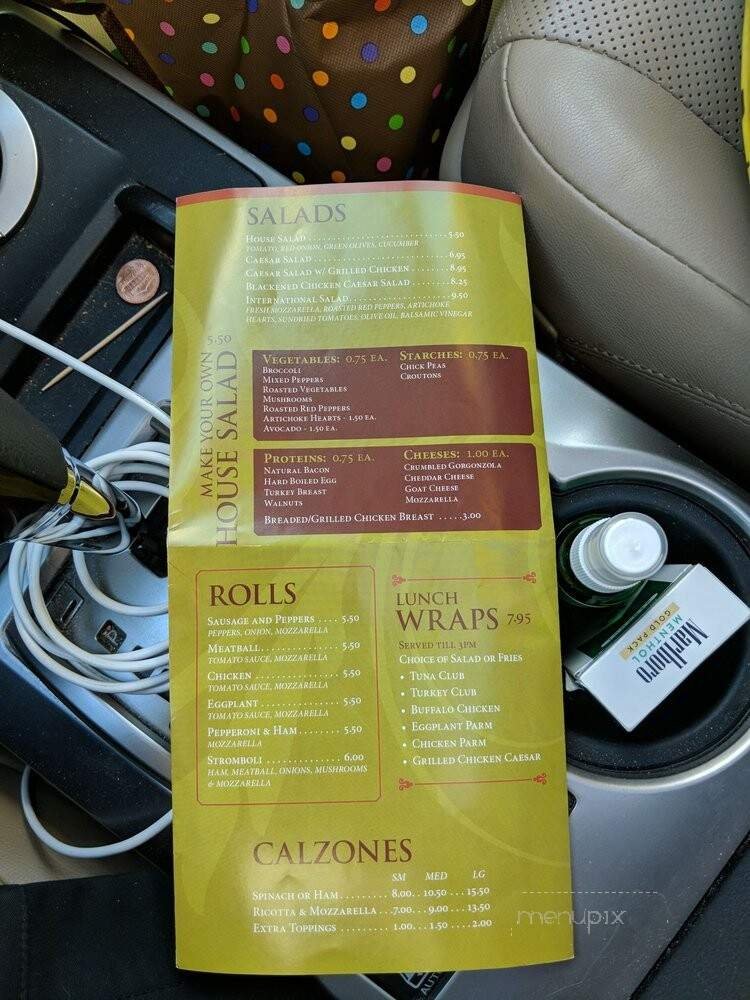 SALADS
HOUSE SALAD . . . . . . . . . . . . . . . . . . . . . . . . . . . . 5.50
TOMATO, RED ONION, GREEN OLIVES, CUCUMBER
CAESAR SALAD . . . . . . . . . . . . . . . . . . . . . . . . . . . 6.95
CAESAR SALAD W/ GRILLED CHICKEN . . . . . . . . 8.95
BLACKENED CHICKEN CAESAR SALAD . . . . . . . . 8.25
INTERNATIONAL SALAD . . . . . . . . . . . . . . . . . . . . 9.50
FRESH MOZZARELLA, ROASTED RED PEPPERS, ARTICHOKE
HEARTS, SUNDRIED TOMATOES, OLIVE OIL, BALSAMIC VINEGAR
MAKE YOUR OWN 5.50
HOUSE SALAD
VEGETABLES: 0.75 EA.
BROCCOLI
MIXED PEPPERS
ROASTED VEGETABLES
MUSHROOMS
ROASTED RED PEPPERS
ARTICHOKE HEARTS - 1.50 EA.
AVOCADO - 1.50 EA.
STARCHES: 0.75 EA.
CHICK PEAS
CROUTONS
PROTEINS: 0.75 EA.
NATURAL BACON
HARD BOILED EGG
TURKEY BREAST
WALNUTS
CHEESES: 1.00 EA.
CRUMBLED GORGONZOLA
CHEDDAR CHEESE
GOAT CHEESE
MOZZARELLA
BREADED/GRILLED CHICKEN BREAST . . . . . 3.00
ROLLS
SAUSAGE AND PEPPERS . . . . 5.50
PEPPERS, ONION, MOZZARELLA
MEATBALL . . . . . . . . . . . . . . . 5.50
TOMATO SAUCE, MOZZARELLA
CHICKEN . . . . . . . . . . . . . . . . 5.50
TOMATO SAUCE, MOZZARELLA
EGGPLANT . . . . . . . . . . . . . . . 5.50
TOMATO SAUCE, MOZZARELLA
PEPPERONI & HAM . . . . . . . . 5.50
MOZZARELLA
STROMBOLI . . . . . . . . . . . . . . 6.00
HAM, MEATBALL, ONIONS, MUSHROOMS
& MOZZARELLA
LUNCH
WRAPS 7.95
SERVED TILL 3PM
CHOICE OF SALAD OR FRIES
• TUNA CLUB
• TURKEY CLUB
• BUFFALO CHICKEN
• EGGPLANT PARM
• CHICKEN PARM
• GRILLED CHICKEN CAESAR
CALZONES
SM MED LG
SPINACH OR HAM . . . . . . . . . 8.00 . . 10.50 . . . 15.50
RICOTTA & MOZZARELLA . . . 7.00 . . . 9.00 . . . . 13.50
EXTRA TOPPINGS . . . . . . . . . 1.00 . . . 1.50 . . . . 2.00
Marlboro
MENTHOL
GOLD PACK
menupix
AUT